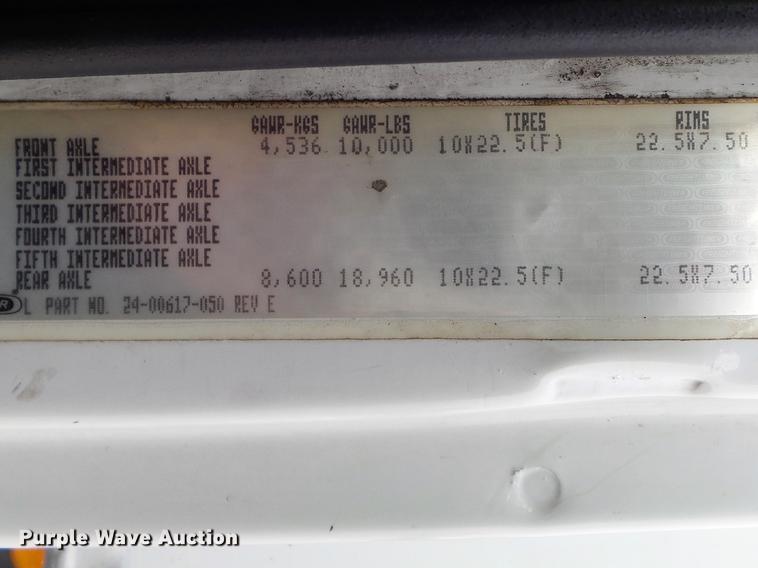 GAWR-KGS GAWR-LBS TIRES RIMS
FRONT AXLE 4,536 10,000 10X22.5(F) 22.5X7.50
FIRST INTERMEDIATE AXLE
SECOND INTERMEDIATE AXLE
THIRD INTERMEDIATE AXLE
FOURTH INTERMEDIATE AXLE
FIFTH INTERMEDIATE AXLE
REAR AXLE 8,600 18,960 10X22.5(F) 22.5X7.50
R L PART NO. 24-00617-050 REV E
Purple Wave Auction